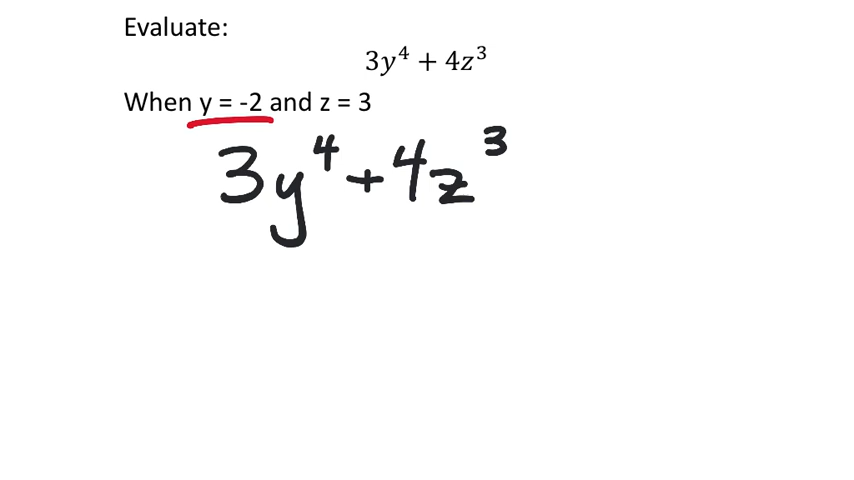 Evaluate:
3y⁴ + 4z³
When y = -2 and z = 3
3y⁴+4z³